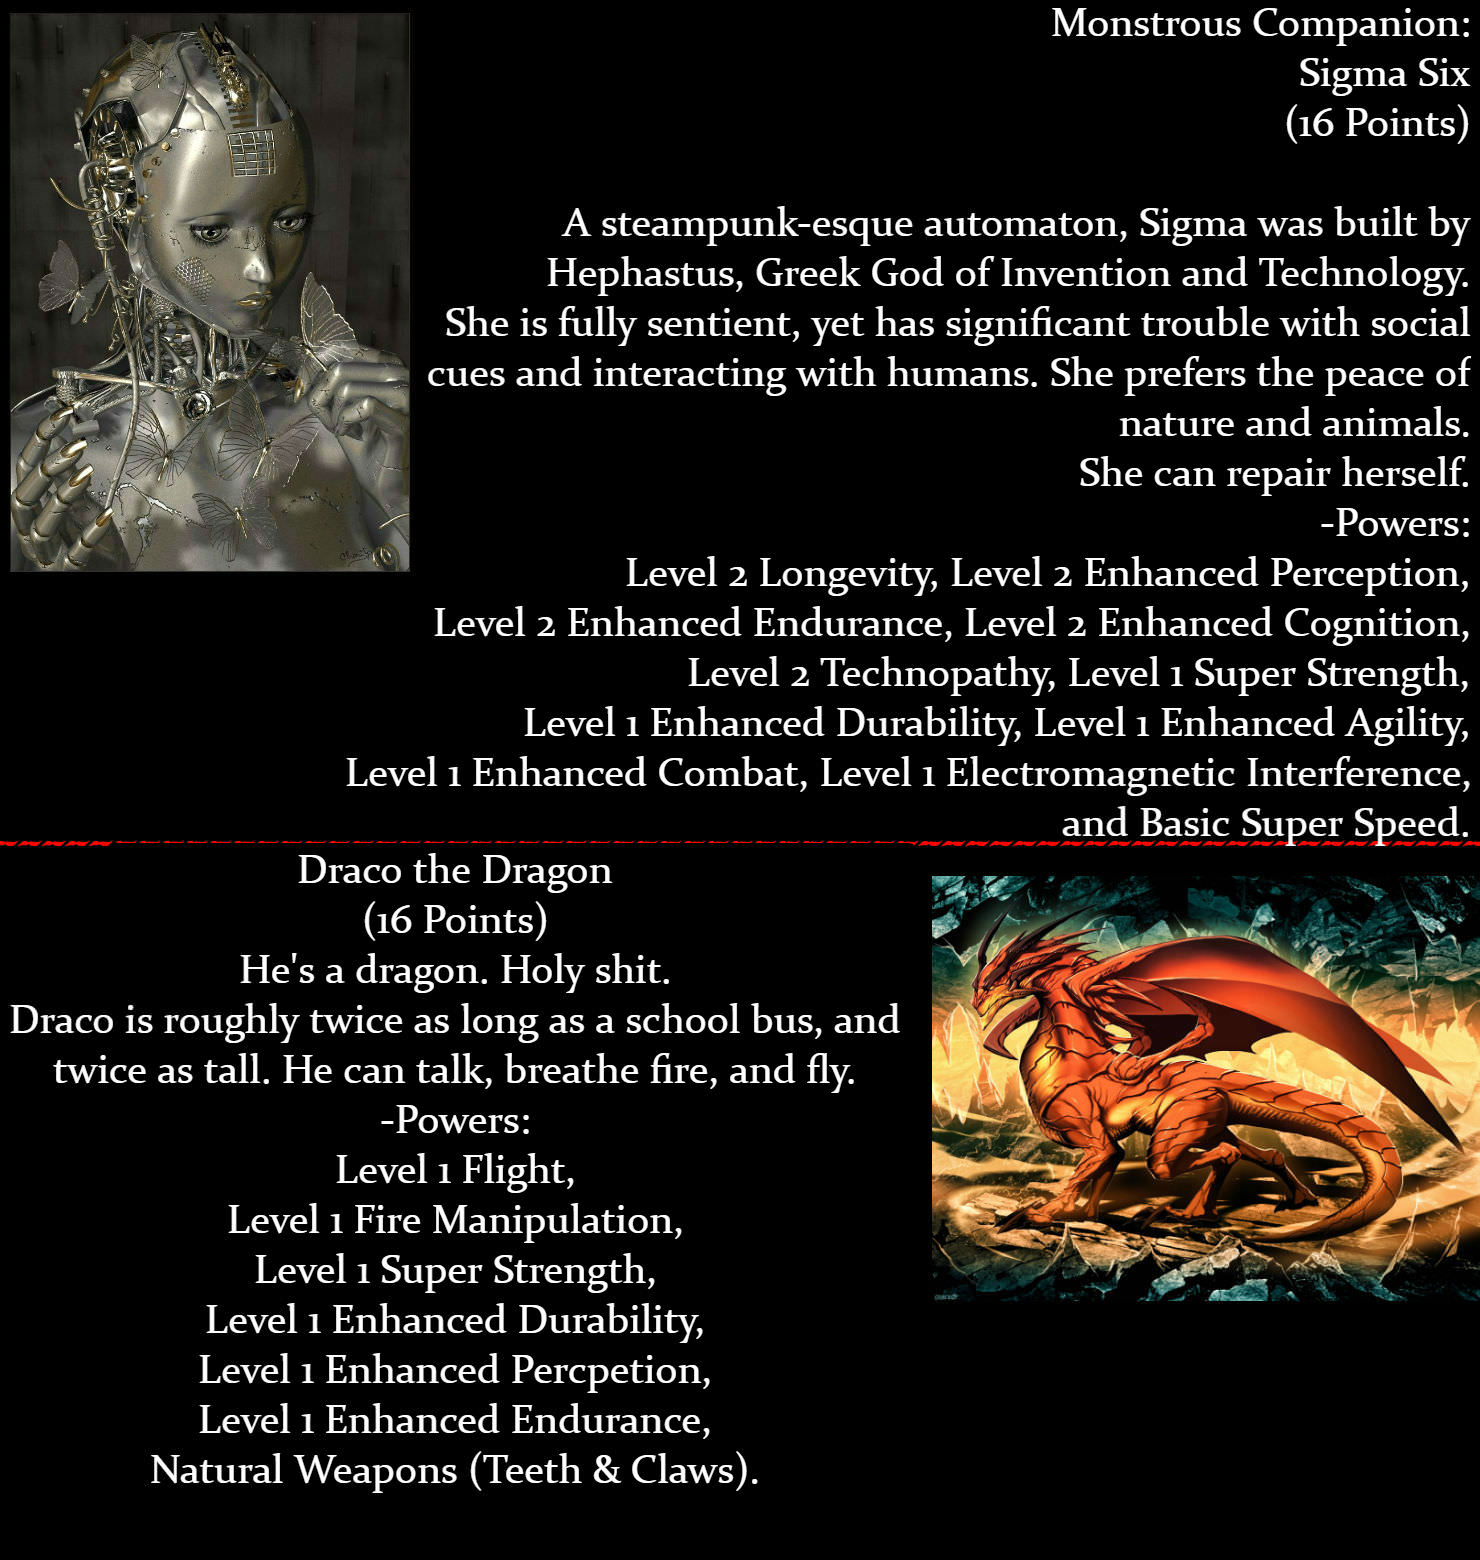 Monstrous Companion:
Sigma Six
(16 Points)
A steampunk-esque automaton, Sigma was built by
Hephastus, Greek God of Invention and Technology.
She is fully sentient, yet has significant trouble with social
cues and interacting with humans. She prefers the peace of
nature and animals.
She can repair herself.
-Powers:
Level 2 Longevity, Level 2 Enhanced Perception,
Level 2 Enhanced Endurance, Level 2 Enhanced Cognition,
Level 2 Technopathy, Level 1 Super Strength,
Level 1 Enhanced Durability, Level 1 Enhanced Agility,
Level 1 Enhanced Combat, Level 1 Electromagnetic Interference,
and Basic Super Speed.
Draco the Dragon
(16 Points)
He's a dragon. Holy shit.
Draco is roughly twice as long as a school bus, and
twice as tall. He can talk, breathe fire, and fly.
-Powers:
Level 1 Flight,
Level 1 Fire Manipulation,
Level 1 Super Strength,
Level 1 Enhanced Durability,
Level 1 Enhanced Percpetion,
Level 1 Enhanced Endurance,
Natural Weapons (Teeth & Claws).